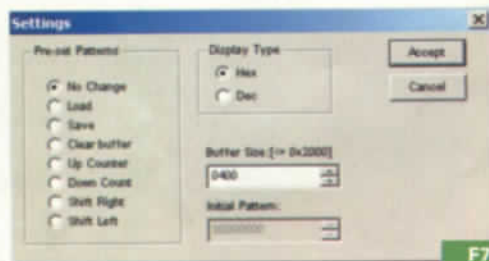 Settings
Pre-set Patterns
No Change
Load
Save
Clear buffer
Up Counter
Down Count
Shift Right
Shift Left
Display Type
Hex
Dec
Buffer Size:[<= 0x2000]
0400
Initial Pattern:
Accept
Cancel
F7